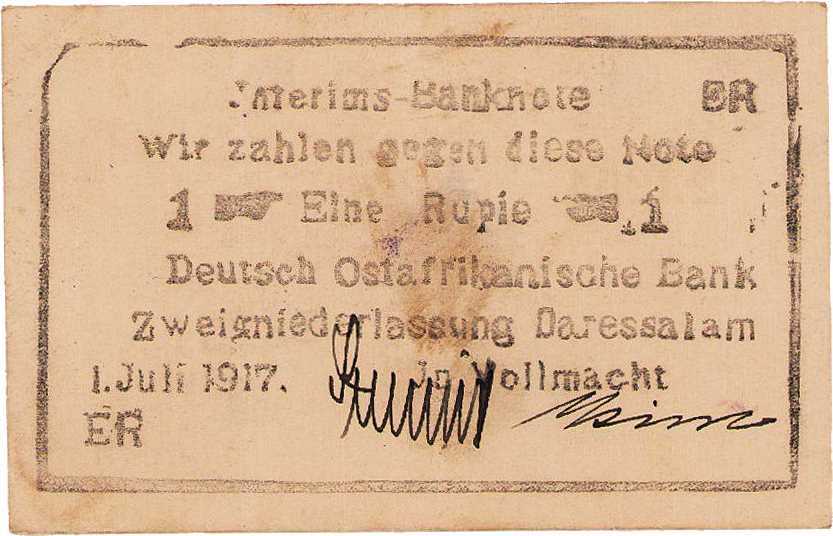 Interims-Banknote ER
Wir zahlen gegen diese Note
1 Eine Rupie 1
Deutsch Ostafrikanische Bank
Zweigniederlassung Daressalam
1. Juli 1917. In Vollmacht
ER